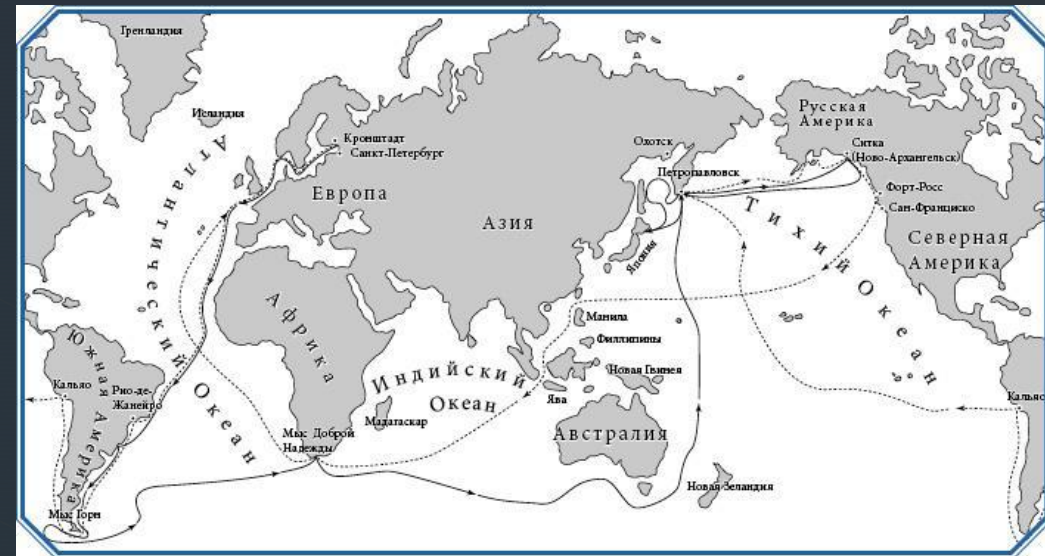 Гренландия
Исландия
Атлантический Океан
Кронштадт
Санкт-Петербург
Европа
Азия
Охотск
Петропавловск
Русская
Америка
Ситка
(Ново-Архангельск)
Форт-Росс
Сан-Франциско
Северная
Америка
Тихий Океан
Япония
Африка
Манила
Филлипины
Новая Гвинея
Ява
Индийский
Океан
Мадагаскар
Мыс Доброй
Надежды
Австралия
Новая Зеландия
Южная Америка
Кальяо
Рио-де-
Жанейро
Мыс Горн
Кальяо